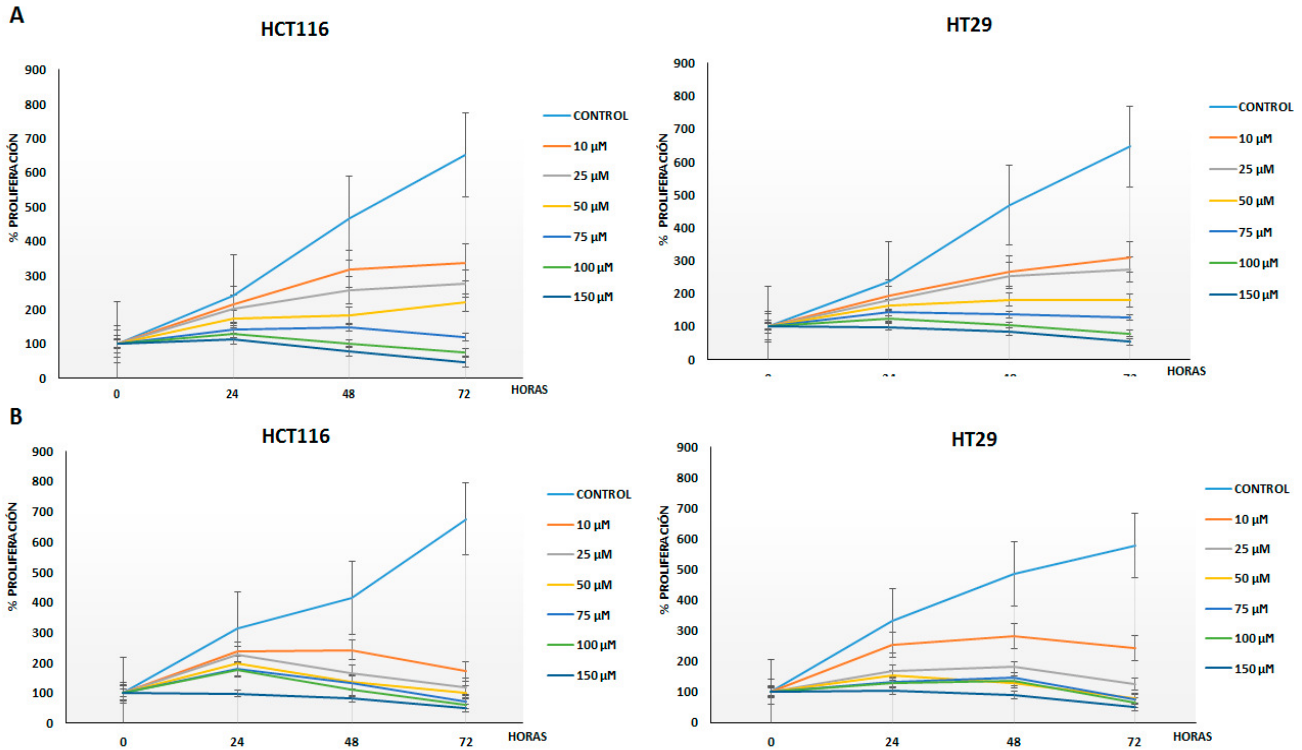 A
HCT116
900
800
700
600
500
400
300
200
100
0
% PROLIFERACIÓN
0 24 48 72 HORAS
CONTROL
10 µM
25 µM
50 µM
75 µM
100 µM
150 µM
HT29
900
800
700
600
500
400
300
200
100
0
% PROLIFERACIÓN
0 24 48 72 HORAS
CONTROL
10 µM
25 µM
50 µM
75 µM
100 µM
150 µM
B
HCT116
900
800
700
600
500
400
300
200
100
0
% PROLIFERACIÓN
0 24 48 72 HORAS
CONTROL
10 µM
25 µM
50 µM
75 µM
100 µM
150 µM
HT29
900
800
700
600
500
400
300
200
100
0
% PROLIFERACIÓN
0 24 48 72 HORAS
CONTROL
10 µM
25 µM
50 µM
75 µM
100 µM
150 µM